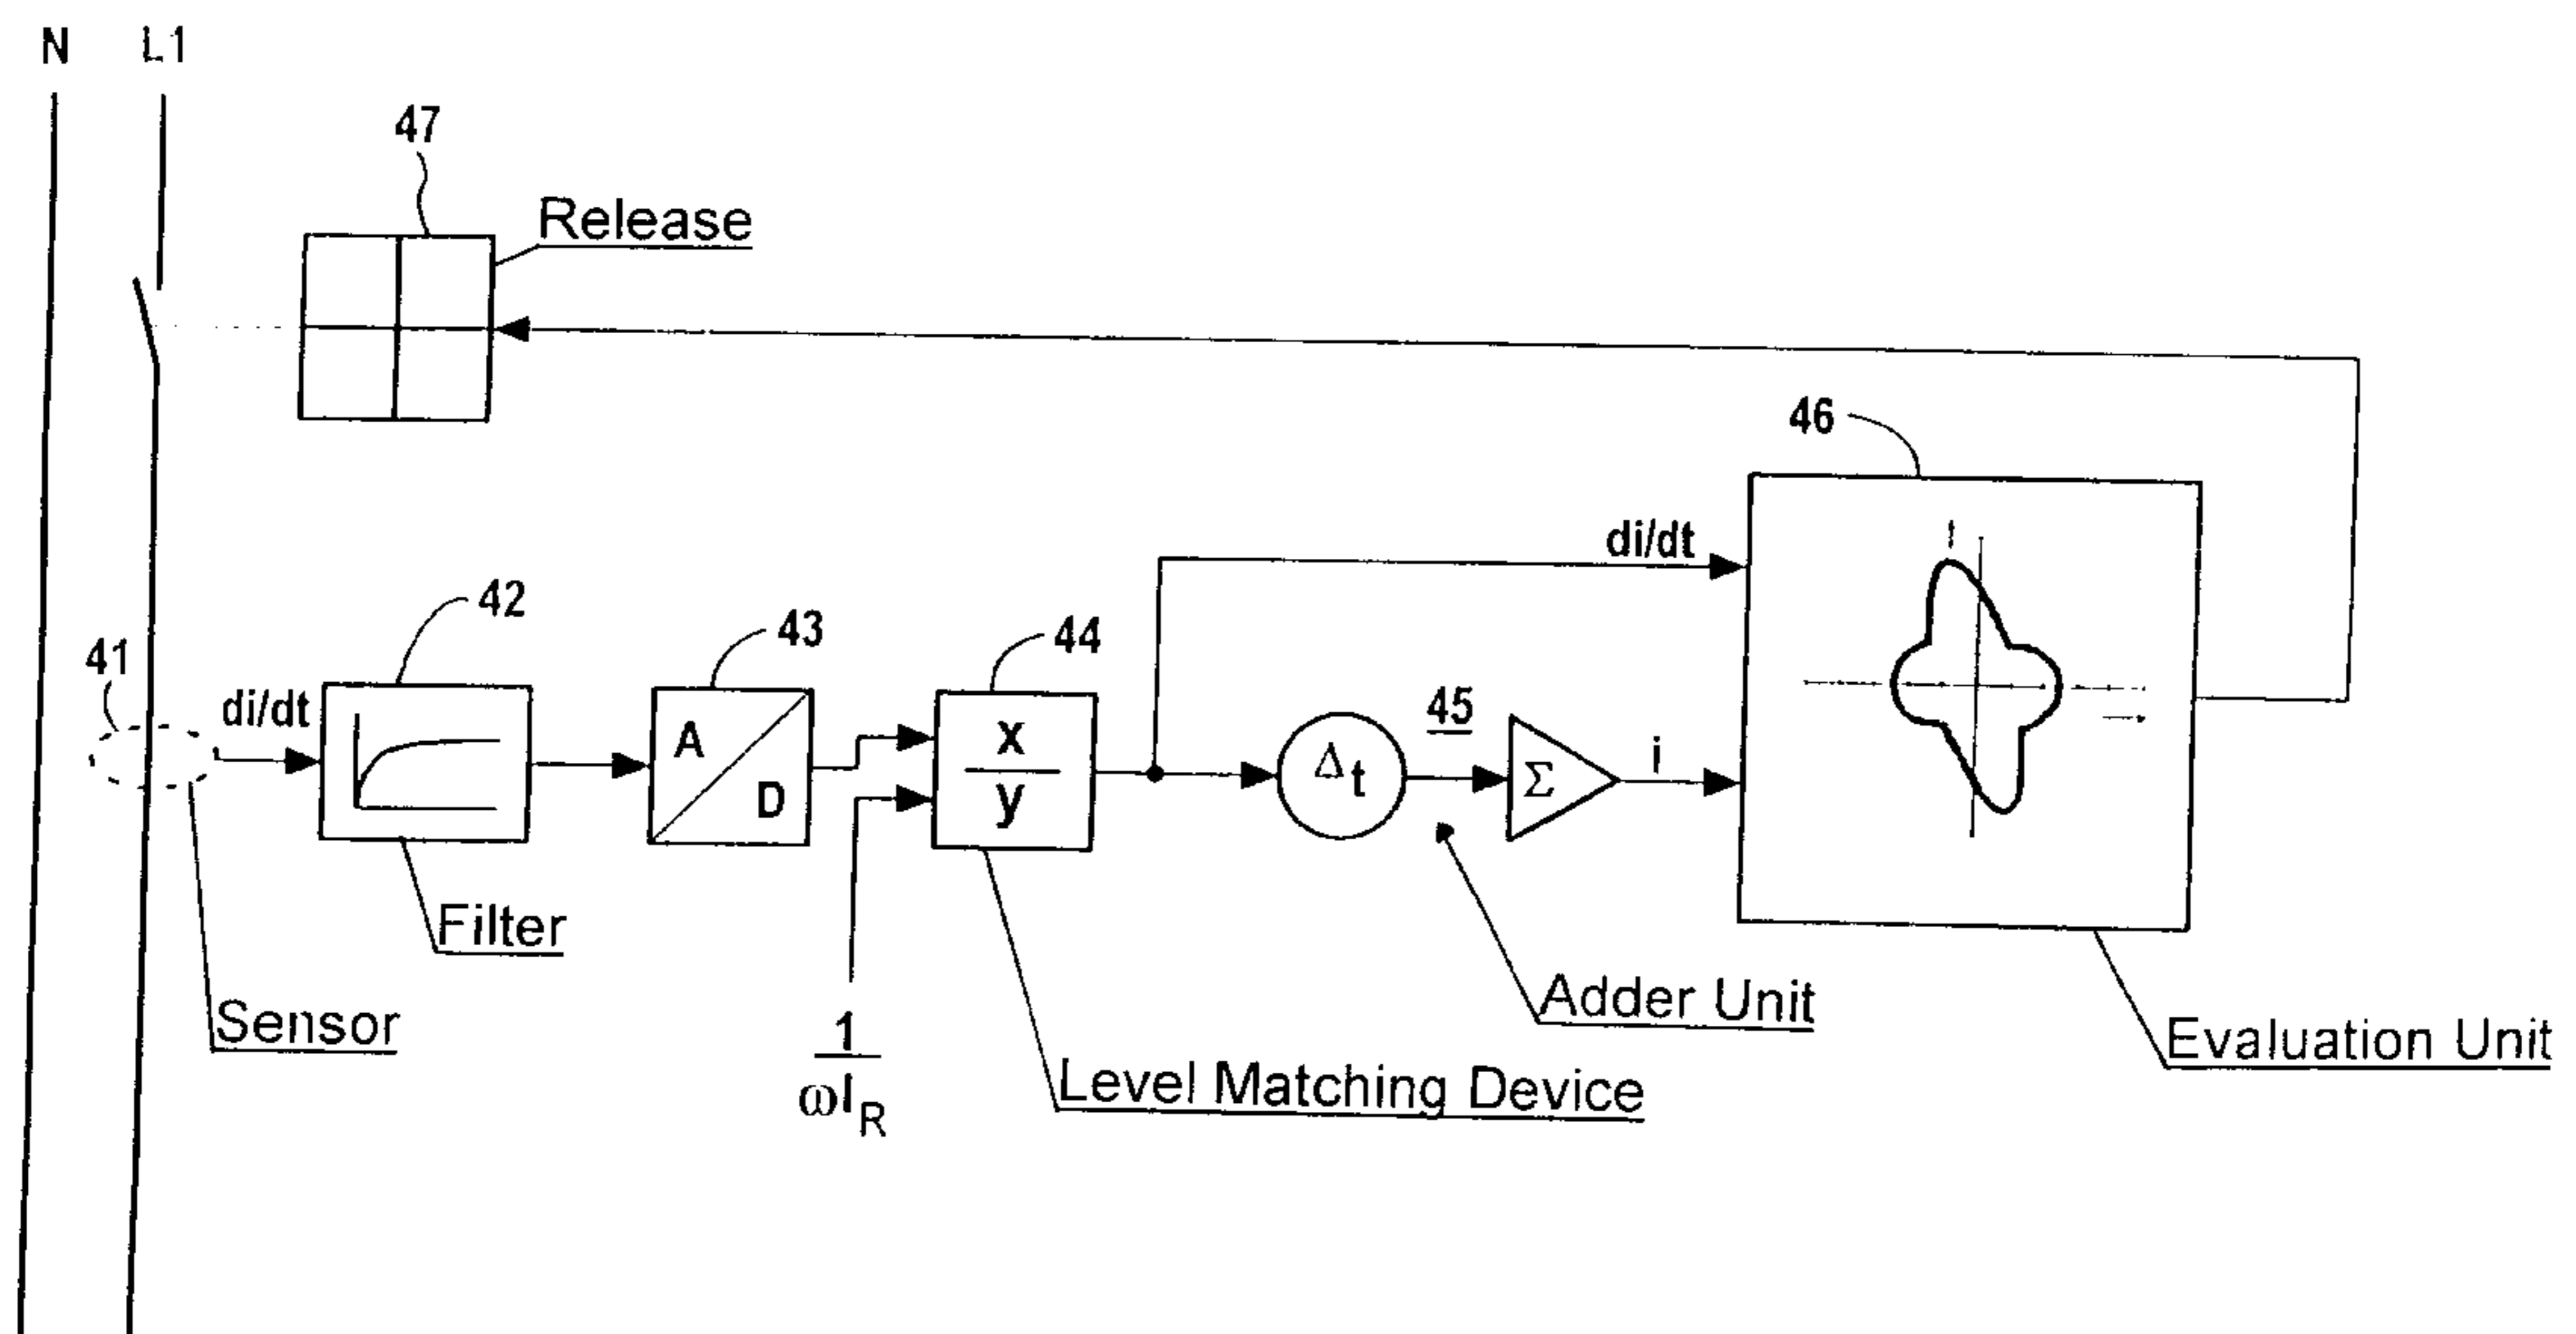 N L1
47
Release
46
di/dt
42
43
44
41
di/dt
45
A
D
x
y
Δt
Σ
i
Filter
Sensor
1
ωIR
Adder Unit
Level Matching Device
Evaluation Unit